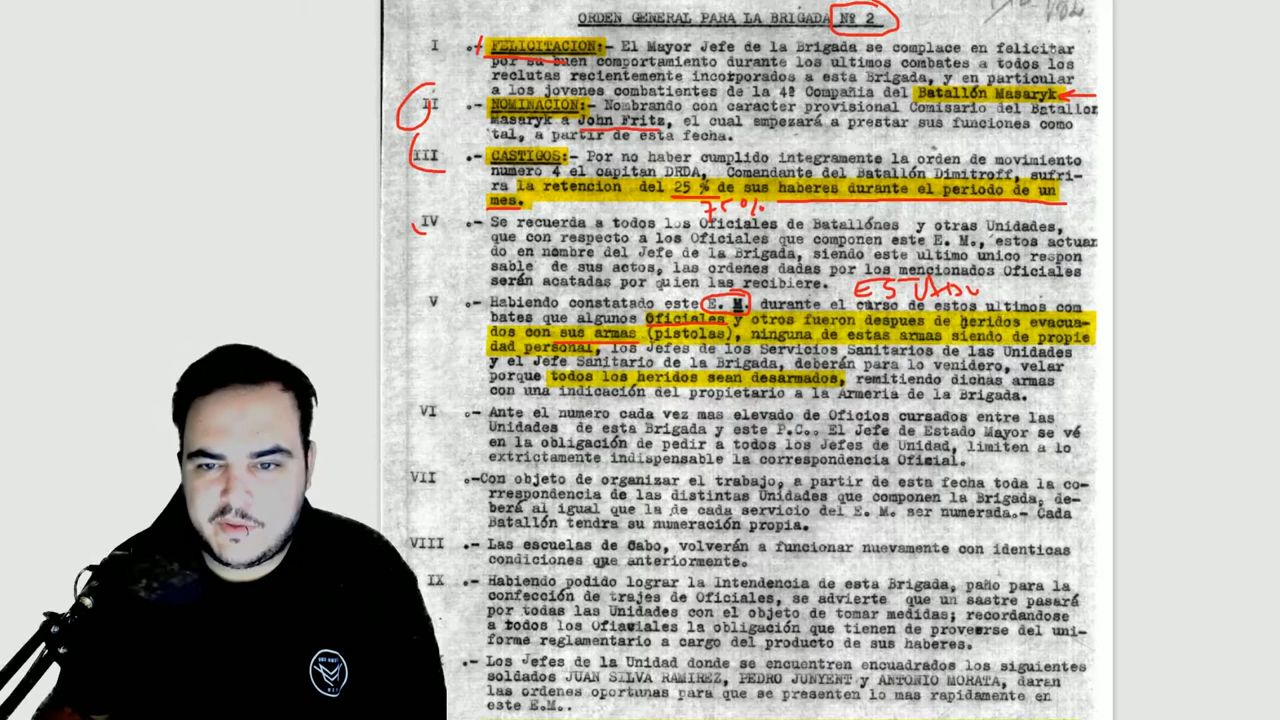 ORDEN GENERAL PARA LA BRIGADA Nº 2
I .- FELICITACION:- El Mayor Jefe de la Brigada se complace en felicitar
por su buen comportamiento durante los ultimos combates a todos los
reclutas recientemente incorporados a esta Brigada, y en particular
a los jovenes combatientes de la 4ª Compañia del Batallón Masaryk
II .- NOMINACION:- Nombrando con caracter provisional Comisario del Batallon
Masaryk a John Fritz, el cual empezará a prestar sus funciones como
tal, a partir de esta fecha.
III .- CASTIGOS:- Por no haber cumplido integramente la orden de movimiento
numero 4 el capitan DRDA, Comandante del Batallón Dimitroff, sufri-
ra la retencion del 25 % de sus haberes durante el periodo de un
mes.
75%
IV .- Se recuerda a todos los Oficiales de Batallónes y otras Unidades,
que con respecto a los Oficiales que componen este E. M., estos actuan
do en nombre del Jefe de la Brigada, siendo este ultimo unico respon
sable de sus actos, las ordenes dadas por los mencionados Oficiales
serán acatadas por quien las recibiere.
ESTADO
V .- Habiendo constatado este E. M. durante el curso de estos ultimos com
bates que algunos Oficiales y otros fueron despues de heridos evacua-
dos con sus armas (pistolas), ninguna de estas armas siendo de propie
dad personal, los Jefes de los Servicios Sanitarios de las Unidades
y el Jefe Sanitario de la Brigada, deberán para lo venidero, velar
porque todos los heridos sean desarmados, remitiendo dichas armas
con una indicación del propietario a la Armeria de la Brigada.
VI .- Ante el numero cada vez mas elevado de Oficios cursados entre las
Unidades de esta Brigada y este P.C.. El Jefe de Estado Mayor se vé
en la obligación de pedir a todos los Jefes de Unidad, limiten a lo
extrictamente indispensable la correspondencia Oficial.
VII .-Con objeto de organizar el trabajo, a partir de esta fecha toda la co-
rrespondencia de las distintas Unidades que componen la Brigada, de-
berá al igual que la de cada servicio del E. M. ser numerada.- Cada
Batallón tendra su numeración propia.
VIII .- Las escuelas de Cabo, volverán a funcionar nuevamente con identicas
condiciones que anteriormente.
IX .- Habiendo podido lograr la Intendencia de esta Brigada, paño para la
confección de trajes de Oficiales, se advierte que un sastre pasará
por todas las Unidades con el objeto de tomar medidas; recordandose
a todos los Ofiaciales la obligación que tienen de proveerse del uni-
forme reglamentario a cargo del producto de sus haberes.
.- Los Jefes de la Unidad donde se encuentren encuadrados los siguientes
soldados JUAN SILVA RAMIREZ, PEDRO JUNYENT y ANTONIO MORATA, daran
las ordenes oportunas para que se presenten lo mas rapidamente en
este E.M..